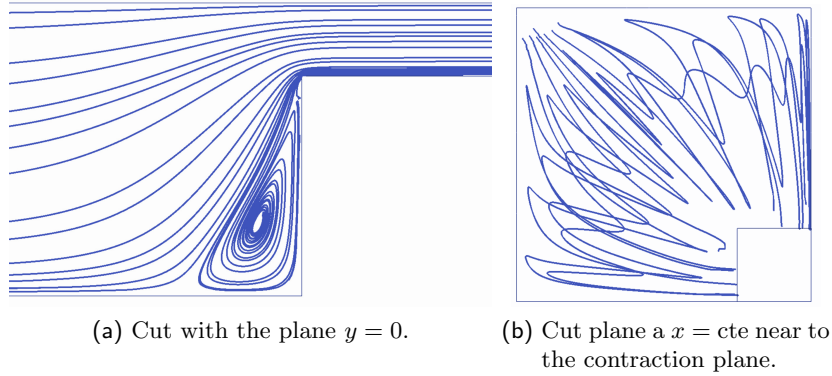 (a) Cut with the plane y = 0.
(b) Cut plane a x = cte near to
the contraction plane.